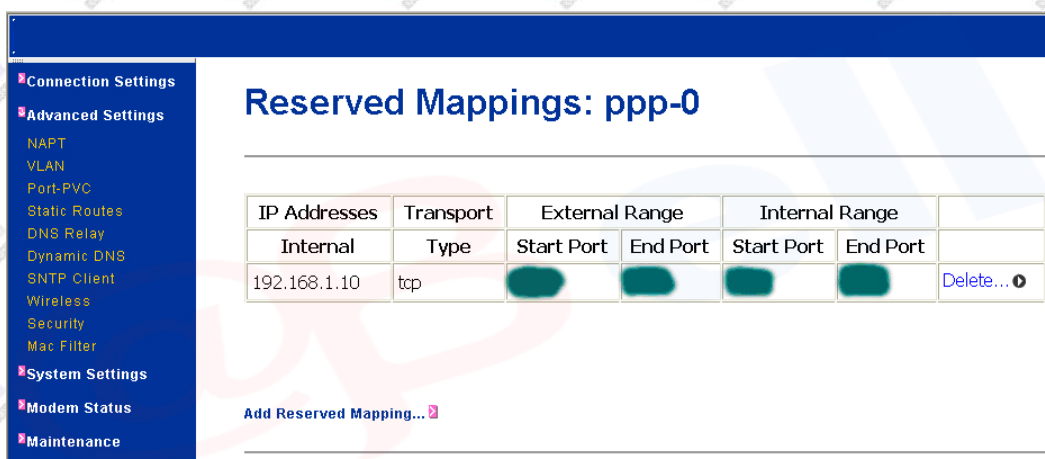 Connection Settings
Advanced Settings
NAPT
VLAN
Port-PVC
Static Routes
DNS Relay
Dynamic DNS
SNTP Client
Wireless
Security
Mac Filter
System Settings
Modem Status
Maintenance
Reserved Mappings: ppp-0
IP Addresses Transport External Range Internal Range
Internal Type Start Port End Port Start Port End Port
192.168.1.10 tcp Delete...
Add Reserved Mapping...